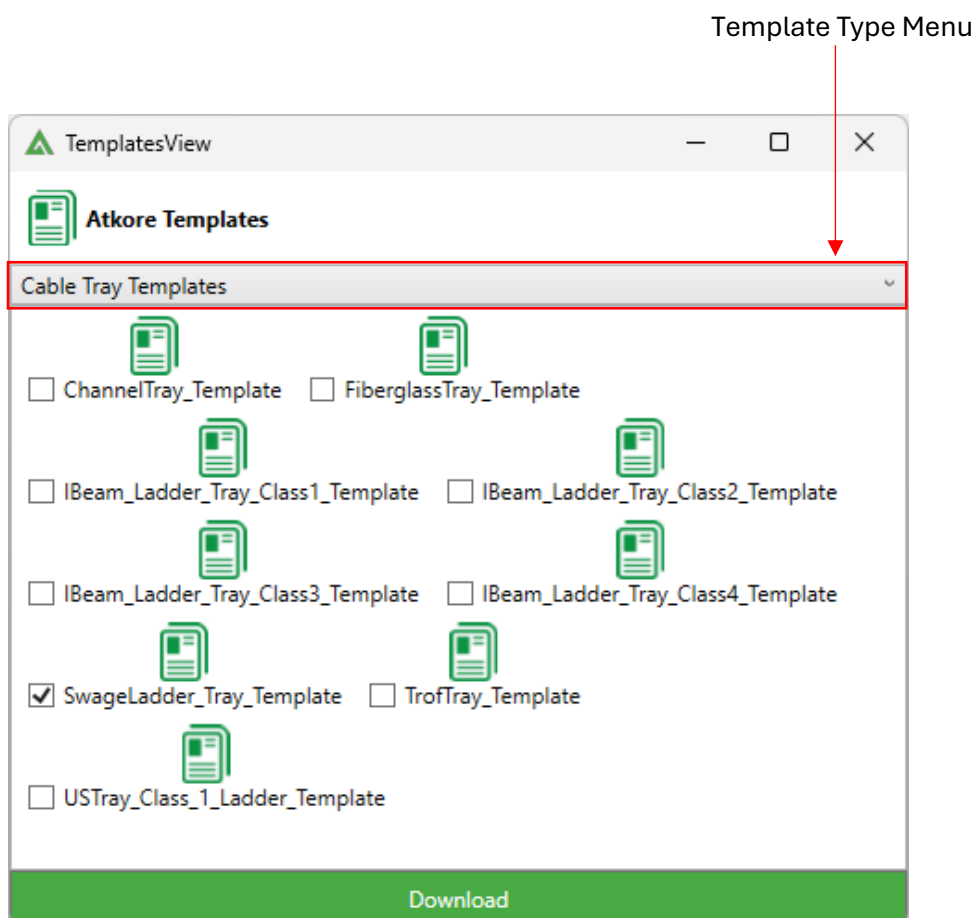 Template Type Menu
TemplatesView
Atkore Templates
Cable Tray Templates
ChannelTray_Template FiberglassTray_Template
IBeam_Ladder_Tray_Class1_Template IBeam_Ladder_Tray_Class2_Template
IBeam_Ladder_Tray_Class3_Template IBeam_Ladder_Tray_Class4_Template
SwageLadder_Tray_Template TrofTray_Template
USTray_Class_1_Ladder_Template
Download